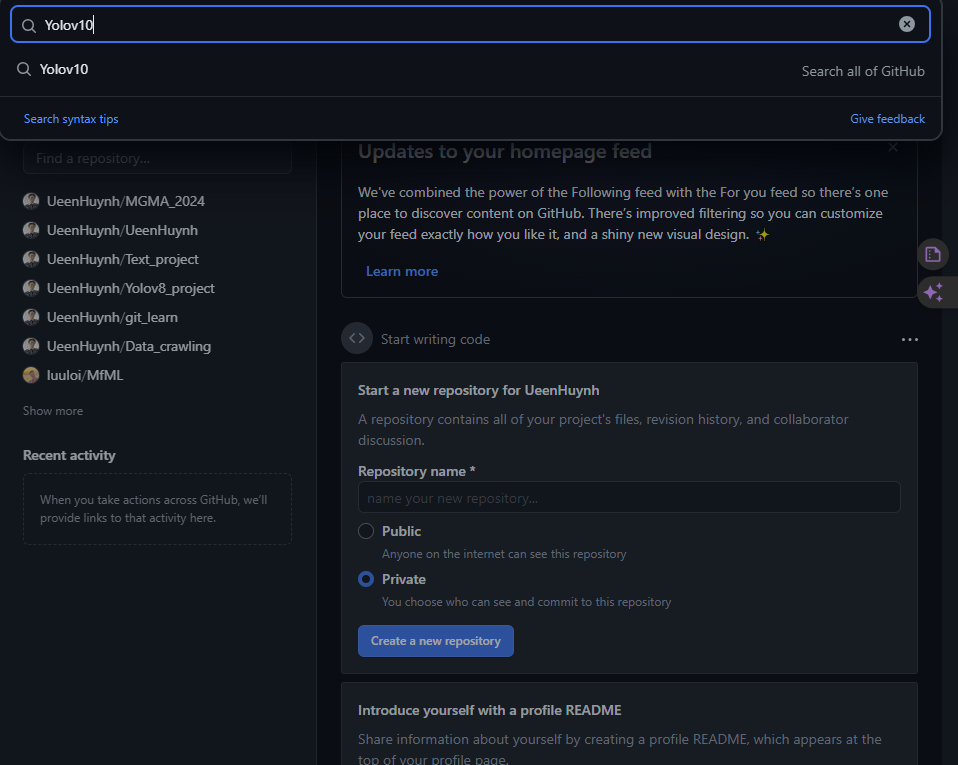 Yolov10
Yolov10
Search all of GitHub
Search syntax tips
Give feedback
Find a repository...
UeenHuynh/MGMA_2024
UeenHuynh/UeenHuynh
UeenHuynh/Text_project
UeenHuynh/Yolov8_project
UeenHuynh/git_learn
UeenHuynh/Data_crawling
luuloi/MfML
Show more
Recent activity
When you take actions across GitHub, we'll
provide links to that activity here.
Updates to your homepage feed
We've combined the power of the Following feed with the For you feed so there's one
place to discover content on GitHub. There's improved filtering so you can customize
your feed exactly how you like it, and a shiny new visual design. ✨
Learn more
Start writing code
Start a new repository for UeenHuynh
A repository contains all of your project's files, revision history, and collaborator
discussion.
Repository name *
name your new repository...
Public
Anyone on the internet can see this repository
Private
You choose who can see and commit to this repository
Create a new repository
Introduce yourself with a profile README
Share information about yourself by creating a profile README, which appears at the
top of your profile page.